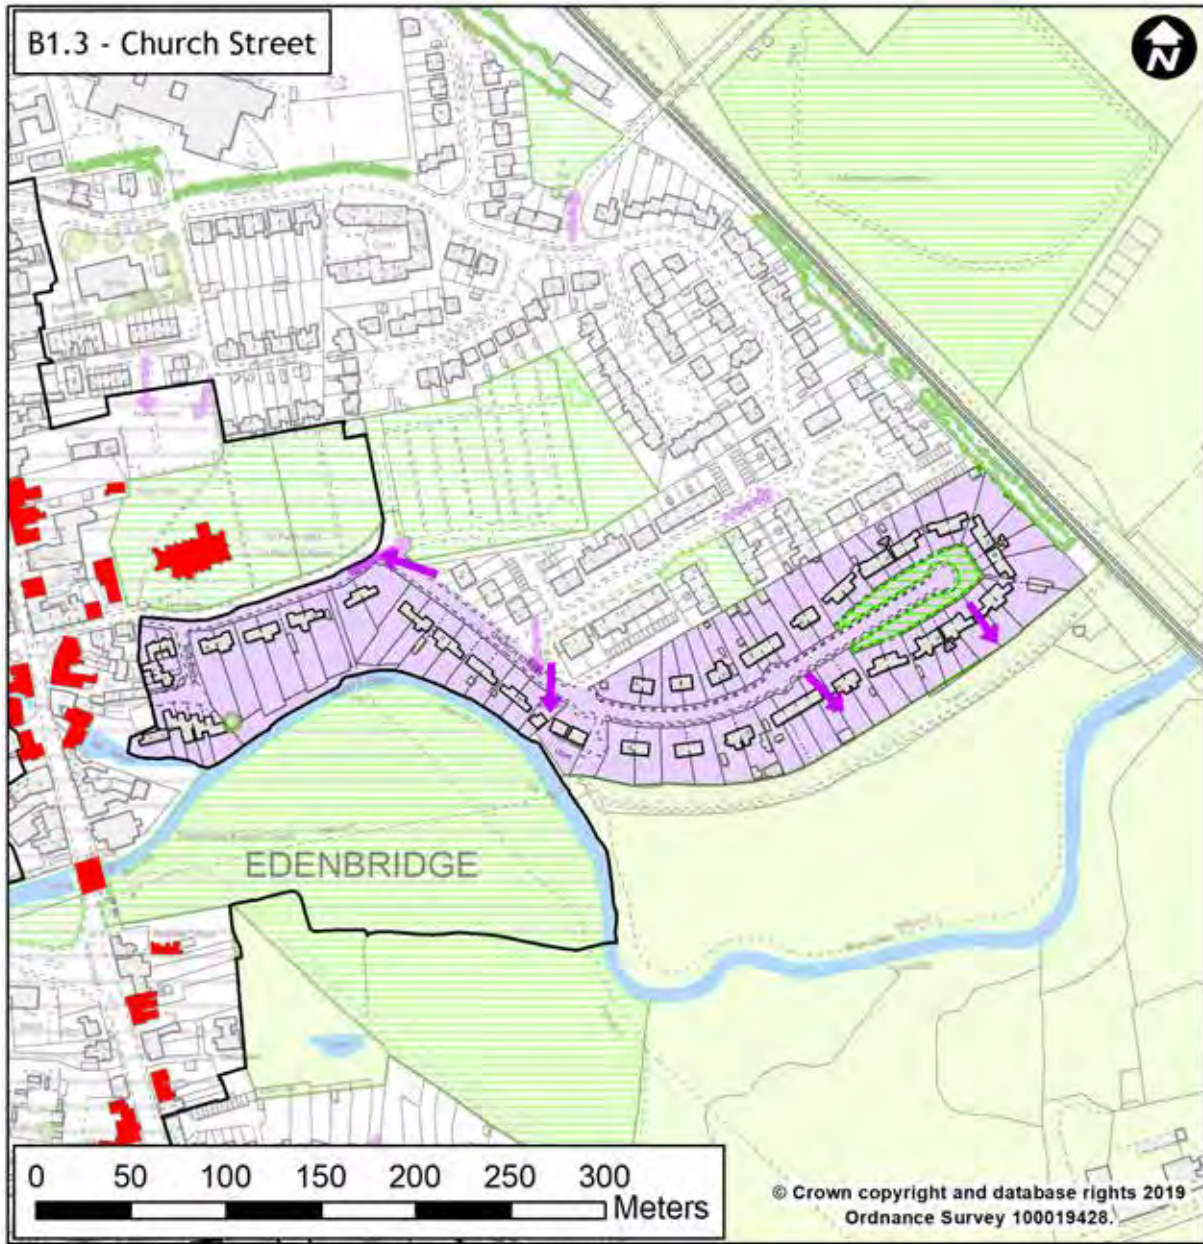 B1.3 - Church Street
N
EDENBRIDGE
0 50 100 150 200 250 300
Meters
© Crown copyright and database rights 2019
Ordnance Survey 100019428.